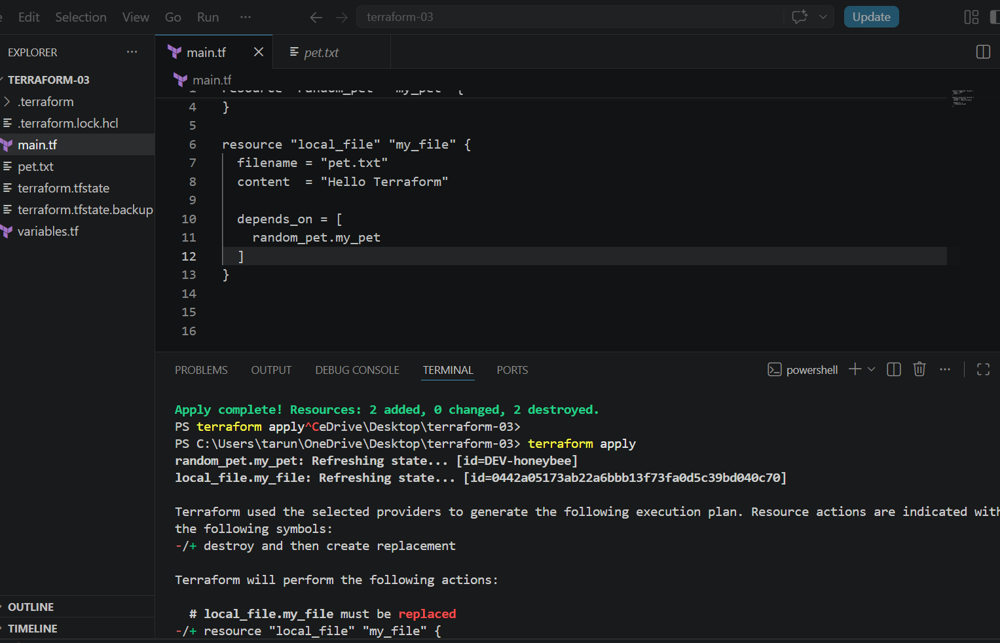 Edit Selection View Go Run ··· terraform-03 Update
EXPLORER ···
TERRAFORM-03
.terraform
.terraform.lock.hcl
main.tf
pet.txt
terraform.tfstate
terraform.tfstate.backup
variables.tf
OUTLINE
TIMELINE
main.tf pet.txt
main.tf
resource "random_pet" "my_pet" {
4 }
5
6 resource "local_file" "my_file" {
7 filename = "pet.txt"
8 content = "Hello Terraform"
9
10 depends_on = [
11 random_pet.my_pet
12 ]
13 }
14
15
16
PROBLEMS OUTPUT DEBUG CONSOLE TERMINAL PORTS powershell ···
Apply complete! Resources: 2 added, 0 changed, 2 destroyed.
PS terraform apply^CeDrive\Desktop\terraform-03>
PS C:\Users\tarun\OneDrive\Desktop\terraform-03> terraform apply
random_pet.my_pet: Refreshing state... [id=DEV-honeybee]
local_file.my_file: Refreshing state... [id=0442a05173ab22a6bbb13f73fa0d5c39bd040c70]
Terraform used the selected providers to generate the following execution plan. Resource actions are indicated with
the following symbols:
-/+ destroy and then create replacement
Terraform will perform the following actions:
# local_file.my_file must be replaced
-/+ resource "local_file" "my_file" {